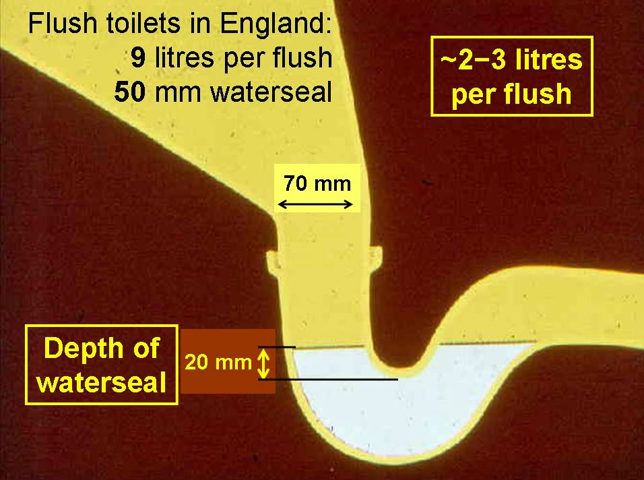 Flush toilets in England:
9 litres per flush
50 mm waterseal
~2−3 litres
per flush
70 mm
Depth of
waterseal
20 mm